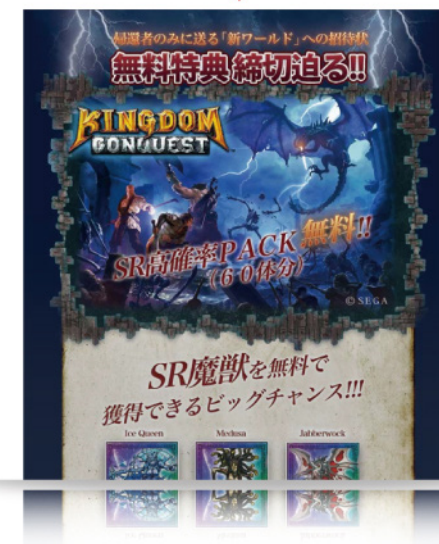 帰還者のみに送る「新ワールド」への招待状
無料特典 締切迫る!!
KINGDOM
CONQUEST
SR高確率PACK無料!!
(60体分)
© SEGA
SR魔獣を無料で
獲得できるビッグチャンス!!!
Ice Queen Medusa Jabberwock